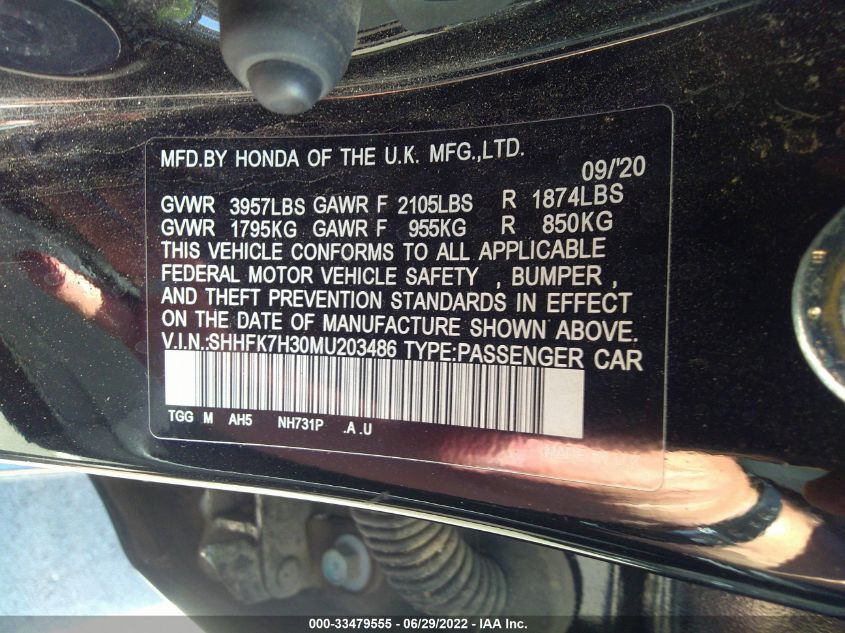 MFD.BY HONDA OF THE U.K. MFG.,LTD.
09/'20
GVWR 3957LBS GAWR F 2105LBS R 1874LBS
GVWR 1795KG GAWR F 955KG R 850KG
THIS VEHICLE CONFORMS TO ALL APPLICABLE
FEDERAL MOTOR VEHICLE SAFETY , BUMPER ,
AND THEFT PREVENTION STANDARDS IN EFFECT
ON THE DATE OF MANUFACTURE SHOWN ABOVE.
V.I.N.:SHHFK7H30MU203486 TYPE:PASSENGER CAR
TGG M AH5 NH731P .A .U
000-33479555 - 06/29/2022 - IAA Inc.